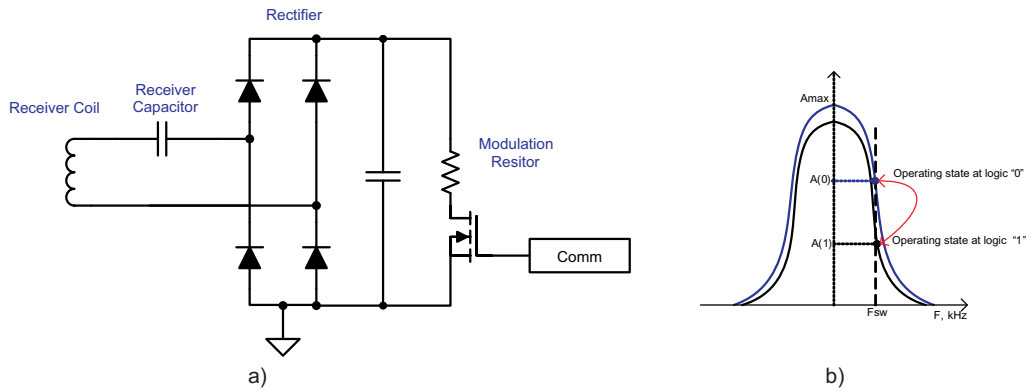 Rectifier
Receiver
Capacitor
Receiver Coil
Modulation
Resitor
Comm
a)
Amax
A(0)
Operating state at logic “0”
A(1)
Operating state at logic “1”
Fsw
F, kHz
b)